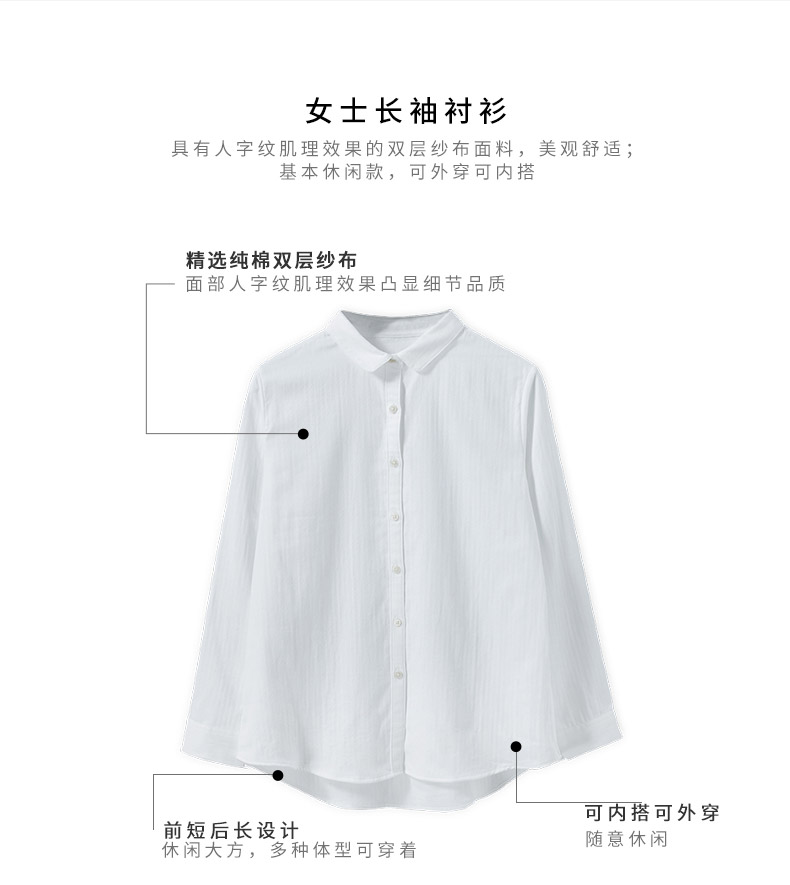 女士长袖衬衫
具有人字纹肌理效果的双层纱布面料，美观舒适；
基本休闲款，可外穿可内搭
精选纯棉双层纱布
面部人字纹肌理效果凸显细节品质
前短后长设计
休闲大方，多种体型可穿着
可内搭可外穿
随意休闲